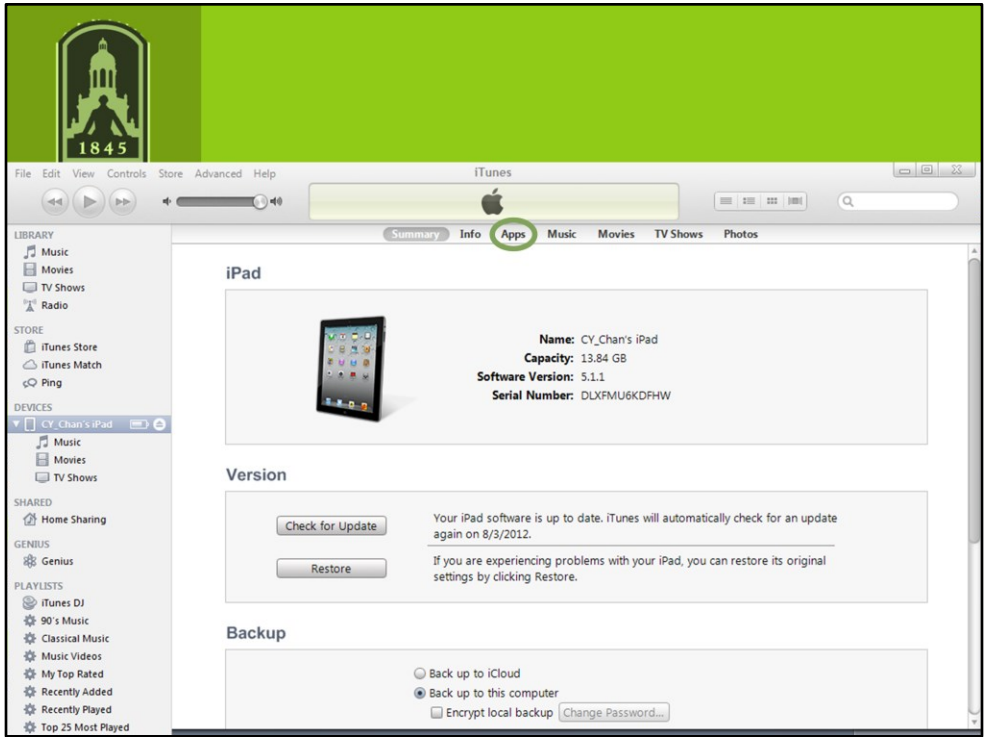 1845
File Edit View Controls Store Advanced Help
iTunes
LIBRARY
Music
Movies
TV Shows
Radio
STORE
iTunes Store
iTunes Match
Ping
DEVICES
CY_Chan's iPad
Music
Movies
TV Shows
SHARED
Home Sharing
GENIUS
Genius
PLAYLISTS
iTunes DJ
90's Music
Classical Music
Music Videos
My Top Rated
Recently Added
Recently Played
Top 25 Most Played
Summary Info Apps Music Movies TV Shows Photos
iPad
Name: CY_Chan's iPad
Capacity: 13.84 GB
Software Version: 5.1.1
Serial Number: DLXFMU6KDFHW
Version
Check for Update
Your iPad software is up to date. iTunes will automatically check for an update
again on 8/3/2012.
Restore
If you are experiencing problems with your iPad, you can restore its original
settings by clicking Restore.
Backup
Back up to iCloud
Back up to this computer
Encrypt local backup Change Password...